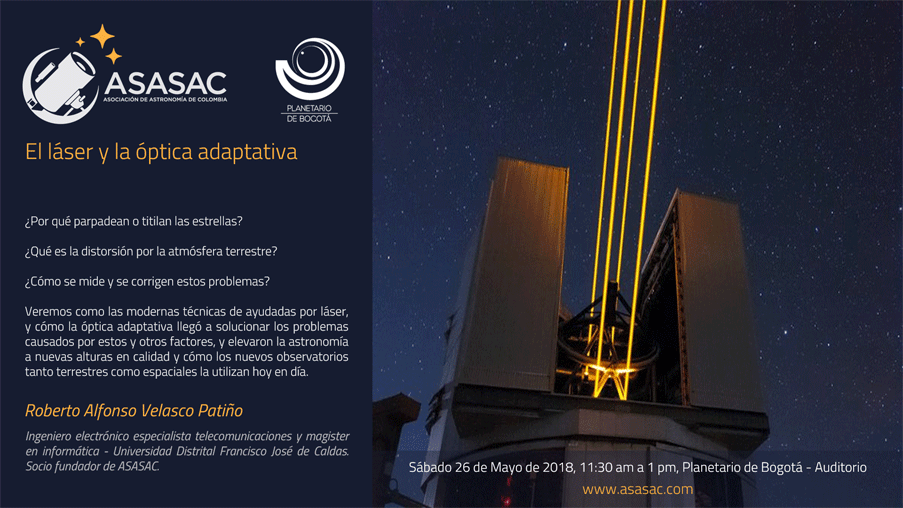 ASASAC
ASOCIACIÓN DE ASTRONOMÍA DE COLOMBIA
PLANETARIO
DE BOGOTÁ
El láser y la óptica adaptativa
¿Por qué parpadean o titilan las estrellas?
¿Qué es la distorsión por la atmósfera terrestre?
¿Cómo se mide y se corrigen estos problemas?
Veremos como las modernas técnicas de ayudadas por láser,
y cómo la óptica adaptativa llegó a solucionar los problemas
causados por estos y otros factores, y elevaron la astronomía
a nuevas alturas en calidad y cómo los nuevos observatorios
tanto terrestres como espaciales la utilizan hoy en día.
Roberto Alfonso Velasco Patiño
Ingeniero electrónico especialista telecomunicaciones y magister
en informática - Universidad Distrital Francisco José de Caldas.
Socio fundador de ASASAC.
Sábado 26 de Mayo de 2018, 11:30 am a 1 pm, Planetario de Bogotá - Auditorio
www.asasac.com